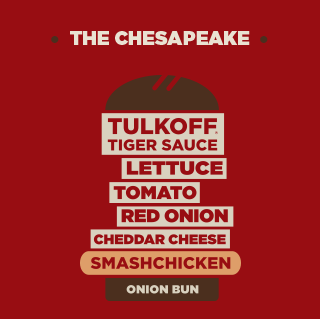 THE CHESAPEAKE
TULKOFF
TIGER SAUCE
LETTUCE
TOMATO
RED ONION
CHEDDAR CHEESE
SMASHCHICKEN
ONION BUN